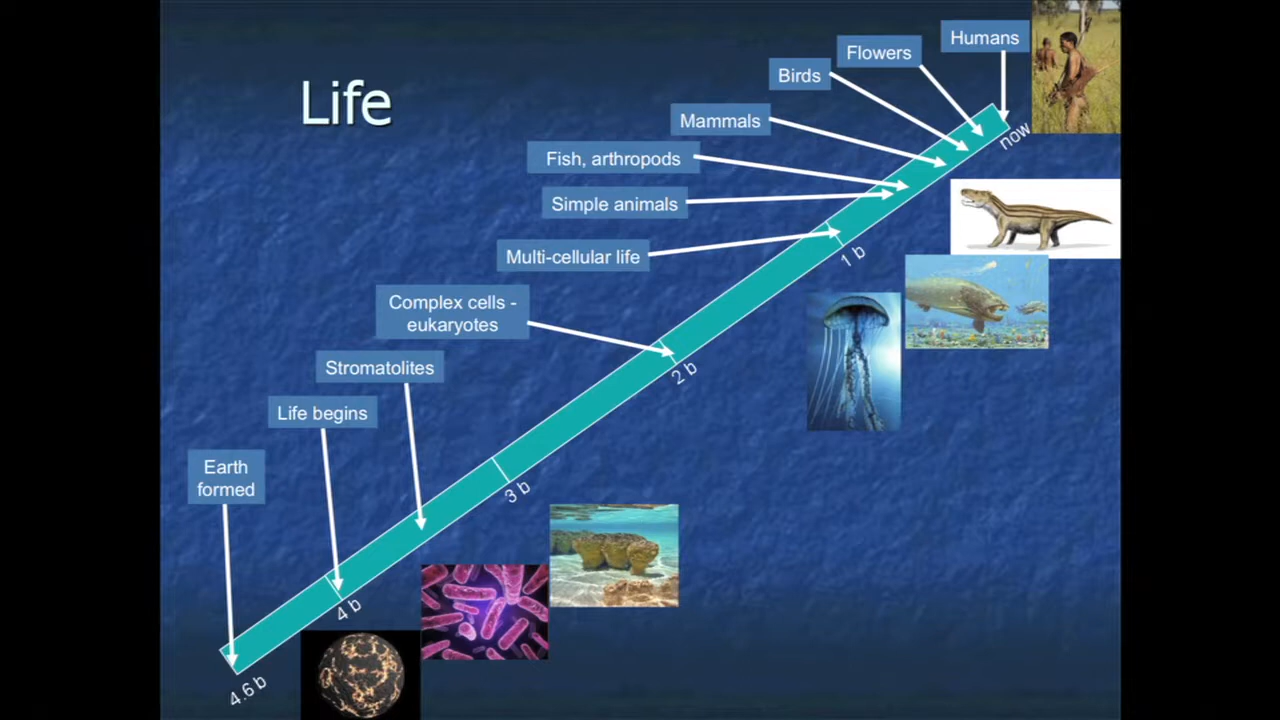 Life
Humans
Flowers
Birds
Mammals
Fish, arthropods
Simple animals
Multi-cellular life
Complex cells -
eukaryotes
Stromatolites
Life begins
Earth
formed
now
1 b
2 b
3 b
4 b
4.6 b